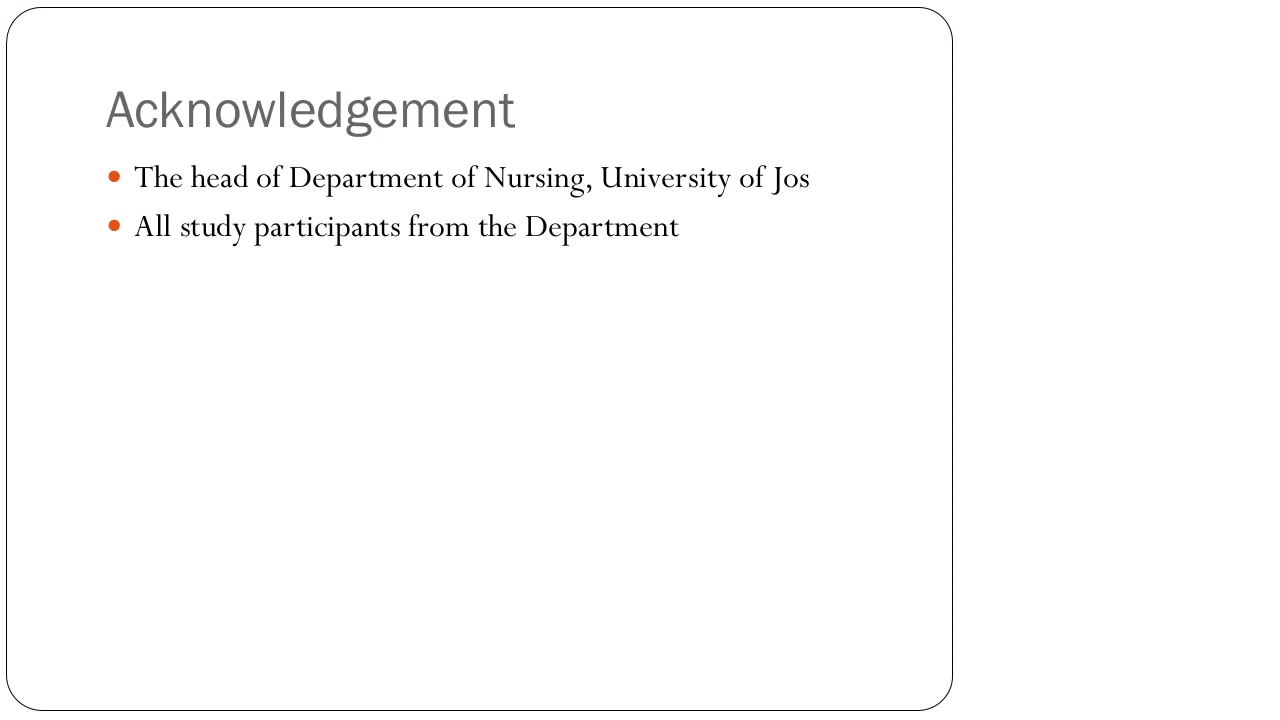 Acknowledgement
• The head of Department of Nursing, University of Jos
• All study participants from the Department